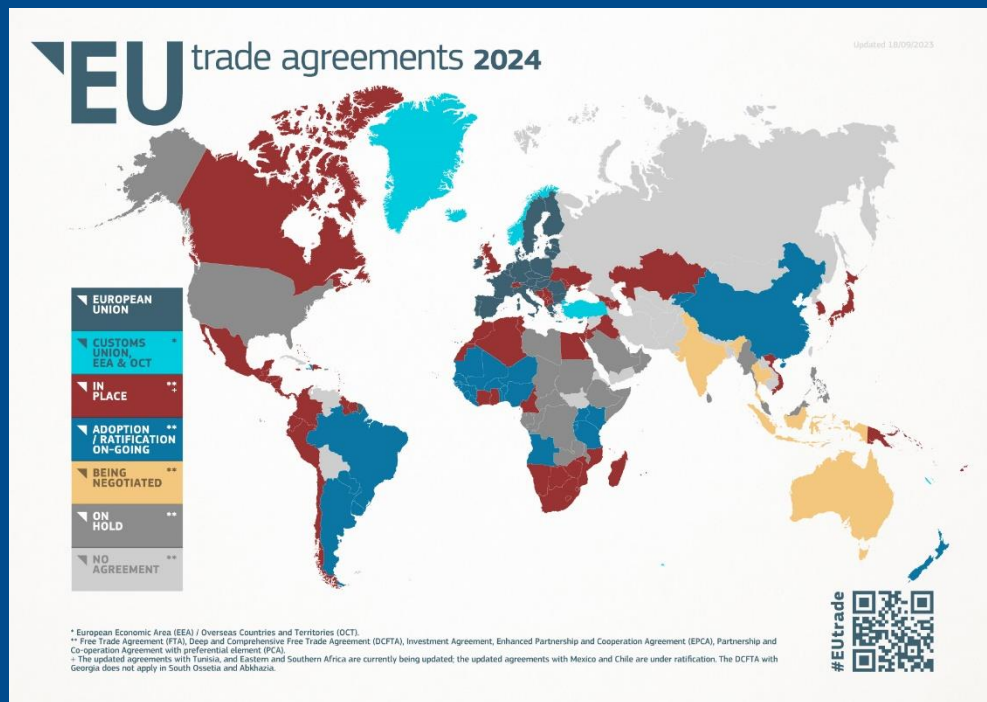 EU trade agreements 2024
Updated 18/09/2023
EUROPEAN
UNION
CUSTOMS *
UNION,
EEA & OCT
IN **
PLACE +
ADOPTION **
/ RATIFICATION
ON-GOING
BEING **
NEGOTIATED
ON **
HOLD
NO **
AGREEMENT
#EUtrade
* European Economic Area (EEA) / Overseas Countries and Territories (OCT).
** Free Trade Agreement (FTA), Deep and Comprehensive Free Trade Agreement (DCFTA), Investment Agreement, Enhanced Partnership and Cooperation Agreement (EPCA), Partnership and
Co-operation Agreement with preferential element (PCA).
+ The updated agreements with Tunisia, and Eastern and Southern Africa are currently being updated; the updated agreements with Mexico and Chile are under ratification. The DCFTA with
Georgia does not apply in South Ossetia and Abkhazia.